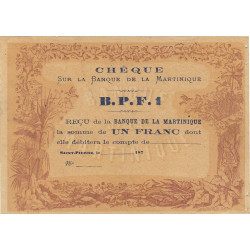 CHÈQUE
SUR LA BANQUE DE LA MARTINIQUE
B.P.F.1
REÇU de la BANQUE DE LA MARTINIQUE
la somme de UN FRANC dont
elle débitera le compte de
SAINT-PIERRE, le 187